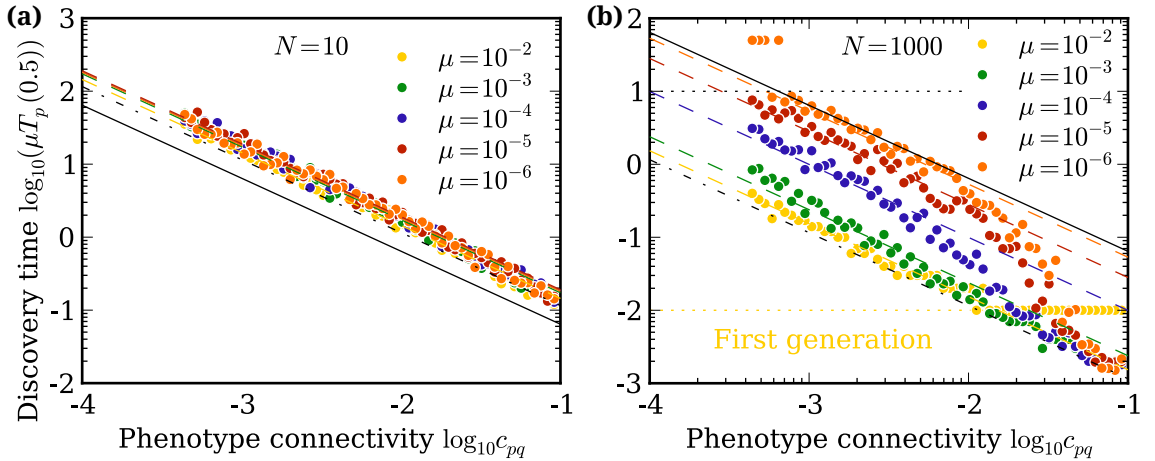 (a)
Discovery time log₁₀(μTₚ(0.5))
3
2
1
0
-1
-2
N=10
μ=10⁻²
μ=10⁻³
μ=10⁻⁴
μ=10⁻⁵
μ=10⁻⁶
-4 -3 -2 -1
Phenotype connectivity log₁₀cₚq
(b)
2
1
0
-1
-2
-3
N=1000
μ=10⁻²
μ=10⁻³
μ=10⁻⁴
μ=10⁻⁵
μ=10⁻⁶
First generation
-4 -3 -2 -1
Phenotype connectivity log₁₀cₚq